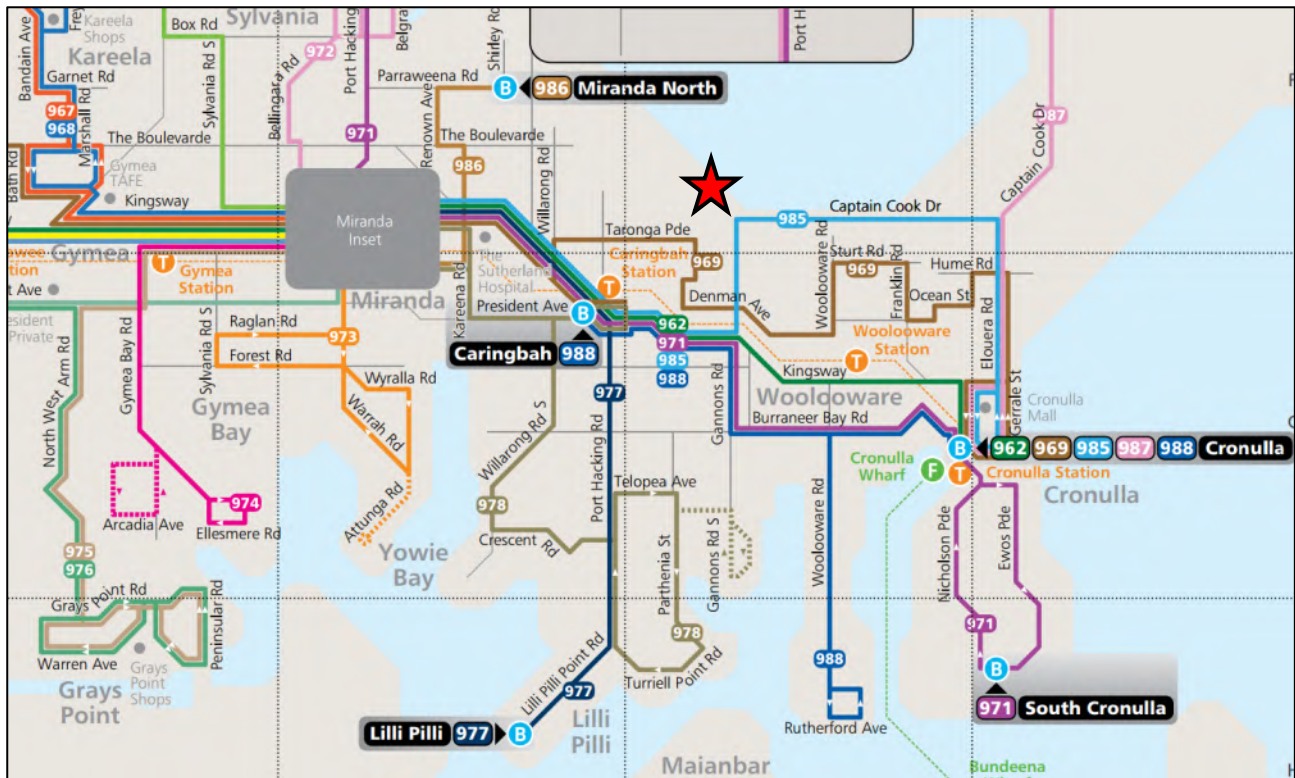 Sylvania
Kareela
Shops
Kareela
Box Rd
972
Shirley Rd
Bandain Ave
Garnet Rd
967
968
Marshall Rd
Sylvania Rd S
Bellingara Rd
Port Hacking
971
Parraweena Rd
986 Miranda North
B
Renown Ave
The Boulevarde
The Boulevarde
986
Captain Cook Dr
Bath Rd
Gymea
TAFE
Kingsway
Willarong Rd
Miranda
Inset
985
Captain Cook Dr
Taronga Pde
969
Caringbah
Station
T
Woolooware Rd
Sturt Rd
969
Franklin Rd
Hume Rd
Ocean St
Gymea
T
Gymea
Station
Miranda
The
Sutherland
Hospital
Kareena Rd
President Ave
B
Denman Ave
Elouera Rd
Woolooware
Station
T
Caringbah 988
962
971
985
988
Kingsway
Woolooware
Burraneer Bay Rd
Gerrale St
Cronulla
Mall
North West Arm Rd
Gymea Bay Rd
Sylvania Rd S
Raglan Rd
973
Forest Rd
Wyralla Rd
Warrah Rd
Gymea
Bay
977
Gannons Rd
B
962 969 985 987 988 Cronulla
Cronulla
Wharf
F
T
Cronulla Station
Cronulla
Willarong Rd S
978
Port Hacking Rd
Telopea Ave
Crescent Rd
Arcadia Ave
974
Ellesmere Rd
Attunga Rd
Yowie
Bay
Parthenia St
Gannons Rd S
Woolooware Rd
Nicholson Pde
Ewos Pde
975
976
Grays Point Rd
Peninsular Rd
Warren Ave
Grays
Point
Shops
Grays
Point
978
Turriell Point Rd
988
Rutherford Ave
971
B
971 South Cronulla
Lilli Pilli Point Rd
977
Lilli Pilli 977
B
Lilli
Pilli
Maianbar
Bundeena